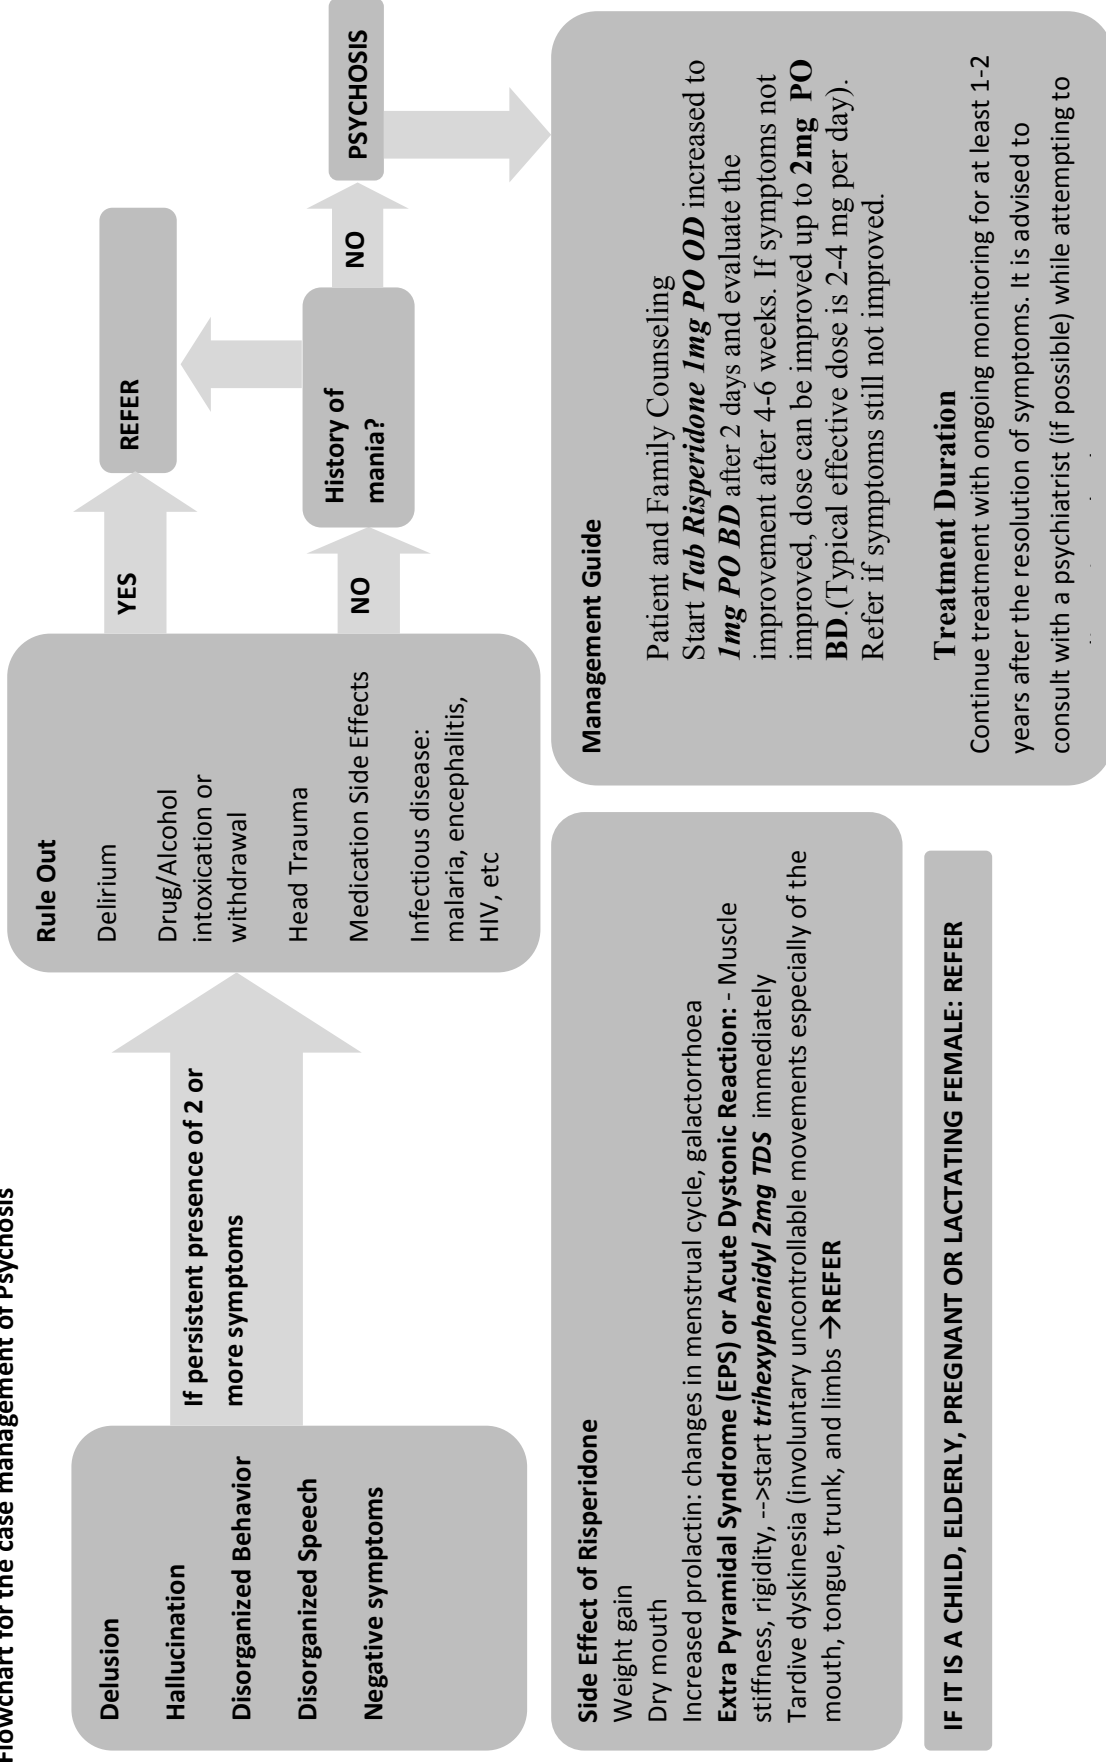 Flowchart for the case management of Psychosis
Delusion
Hallucination
Disorganized Behavior
Disorganized Speech
Negative symptoms
If persistent presence of 2 or
more symptoms
Rule Out
Delirium
Drug/Alcohol
intoxication or
withdrawal
Head Trauma
Medication Side Effects
Infectious disease:
malaria, encephalitis,
HIV, etc
YES
REFER
NO
History of
mania?
NO
PSYCHOSIS
Side Effect of Risperidone
Weight gain
Dry mouth
Increased prolactin: changes in menstrual cycle, galactorrhoea
Extra Pyramidal Syndrome (EPS) or Acute Dystonic Reaction: - Muscle
stiffness, rigidity, -->start trihexyphenidyl 2mg TDS immediately
Tardive dyskinesia (involuntary uncontrollable movements especially of the
mouth, tongue, trunk, and limbs →REFER
IF IT IS A CHILD, ELDERLY, PREGNANT OR LACTATING FEMALE: REFER
Management Guide
Patient and Family Counseling
Start Tab Risperidone 1mg PO OD increased to
1mg PO BD after 2 days and evaluate the
improvement after 4-6 weeks. If symptoms not
improved, dose can be improved up to 2mg PO
BD.(Typical effective dose is 2-4 mg per day).
Refer if symptoms still not improved.
Treatment Duration
Continue treatment with ongoing monitoring for at least 1-2
years after the resolution of symptoms. It is advised to
consult with a psychiatrist (if possible) while attempting to